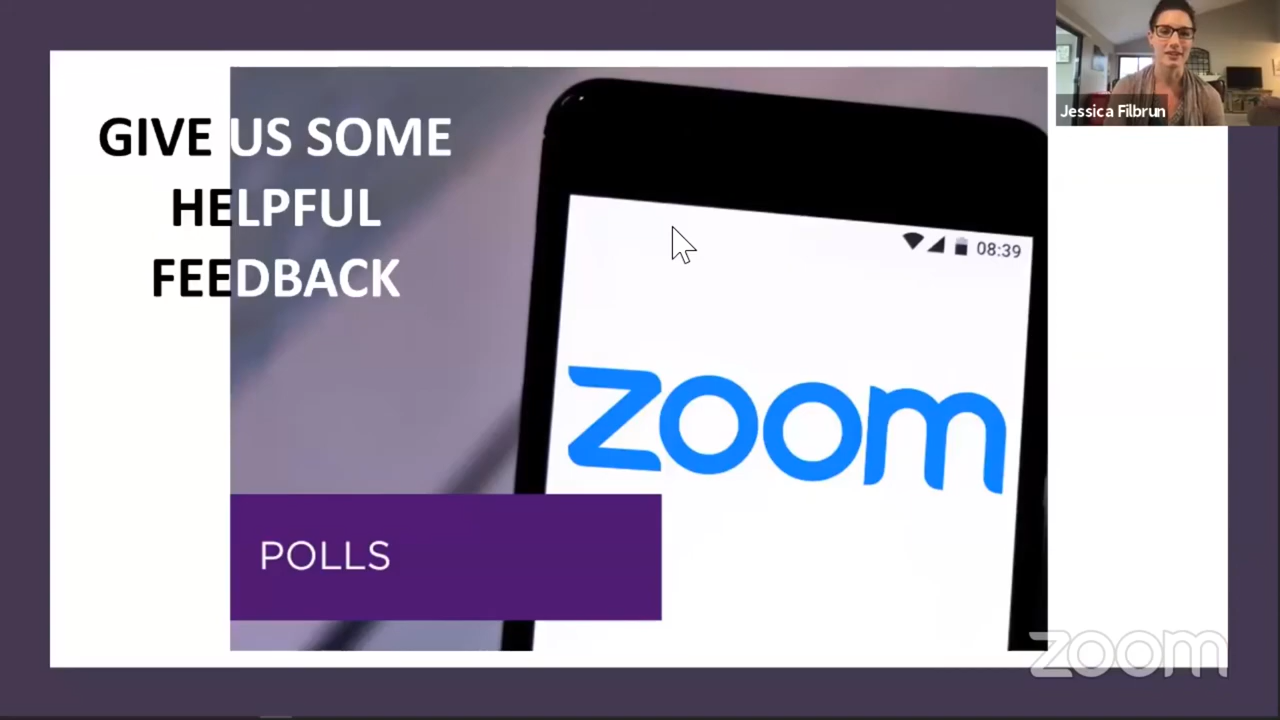 Jessica Filbrun
GIVE US SOME
HELPFUL
FEEDBACK
08:39
zoom
POLLS
zoom